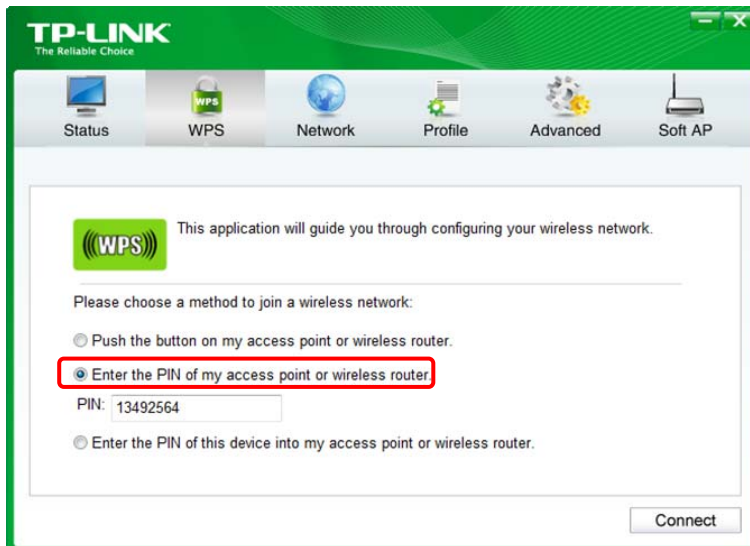 TP-LINK
The Reliable Choice
Status WPS Network Profile Advanced Soft AP
WPS
(((WPS)))
This application will guide you through configuring your wireless network.
Please choose a method to join a wireless network:
Push the button on my access point or wireless router.
Enter the PIN of my access point or wireless router.
PIN: 13492564
Enter the PIN of this device into my access point or wireless router.
Connect